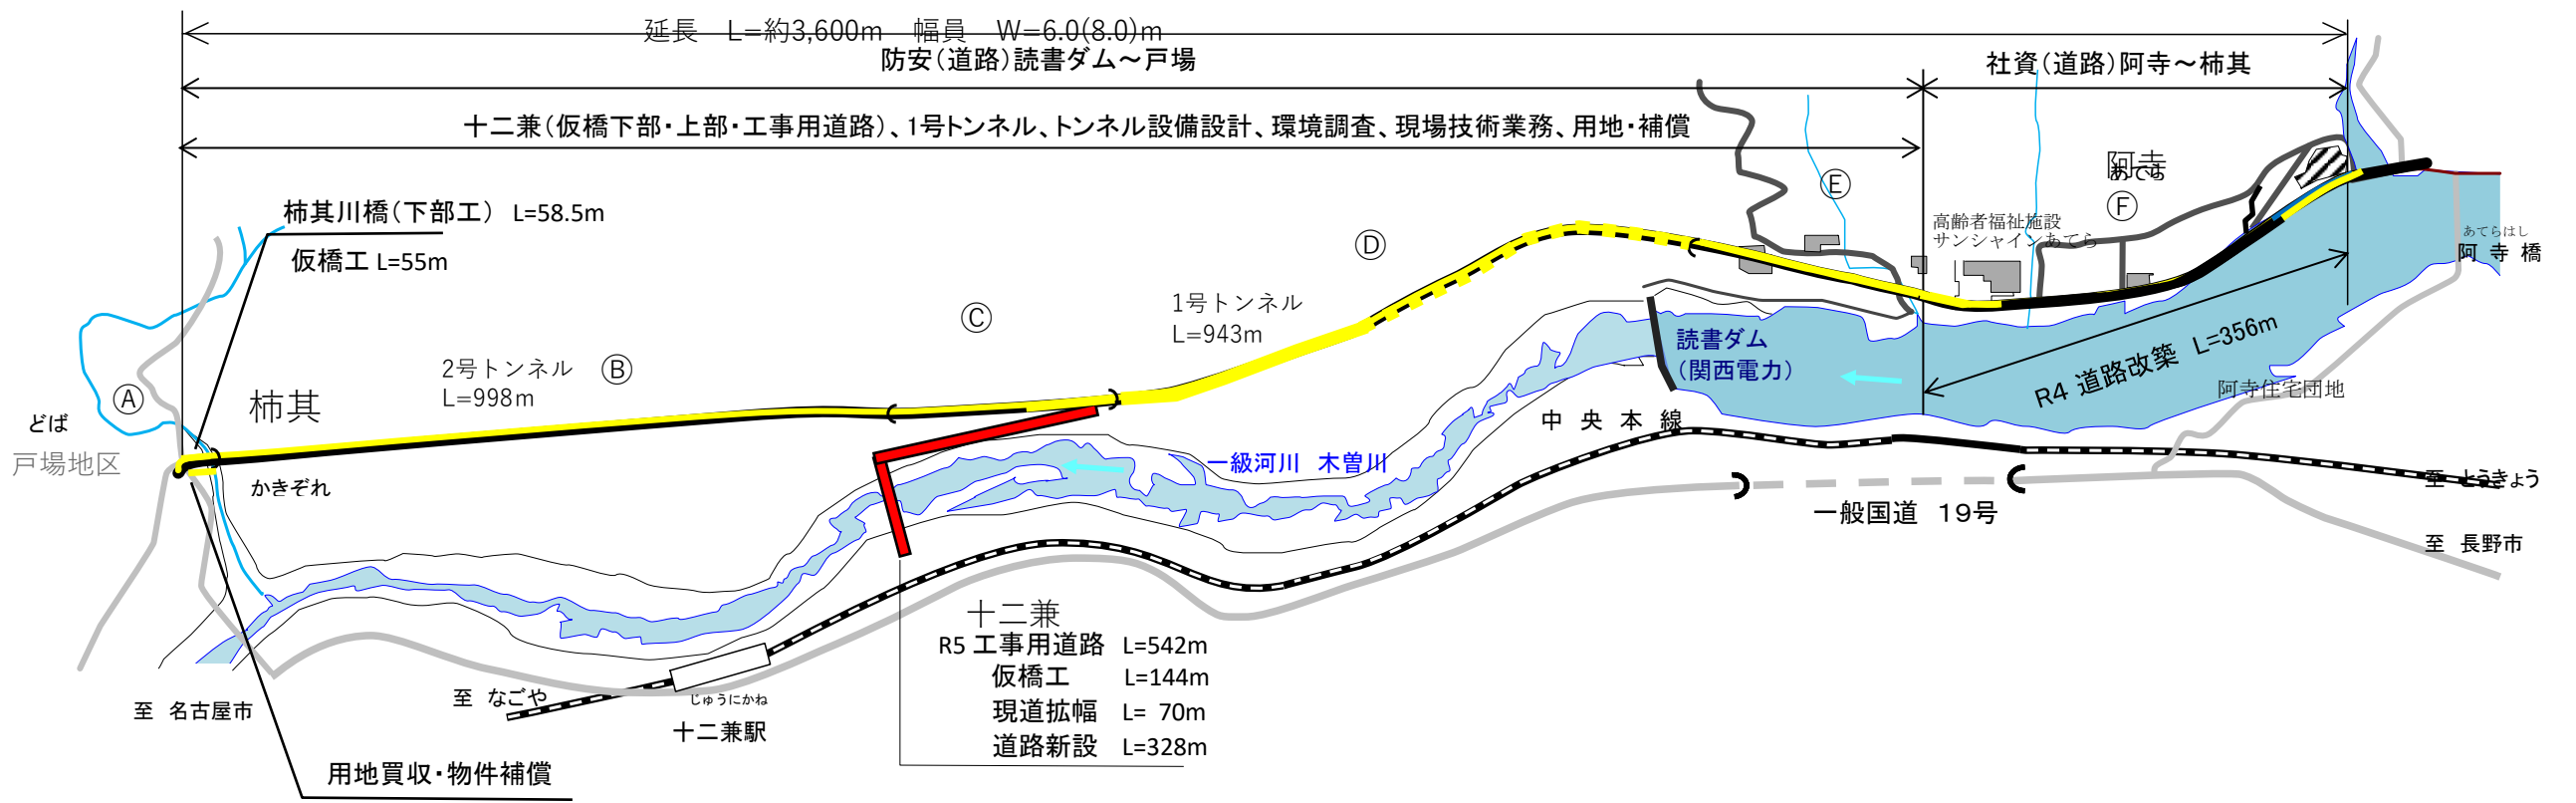 延長　L=約3,600m　幅員　W=6.0(8.0)m
防安(道路)読書ダム～戸場
社資(道路)阿寺～柿其
十二兼(仮橋下部・上部・工事用道路)、1号トンネル、トンネル設備設計、環境調査、現場技術業務、用地・補償
柿其川橋(下部工) L=58.5m
仮橋工 L=55m
Ⓐ
Ⓑ
Ⓒ
Ⓓ
Ⓔ
Ⓕ
阿寺
あてら
高齢者福祉施設
サンシャインあてら
あてらはし
阿寺橋
1号トンネル
L=943m
2号トンネル
L=998m
柿其
かきぞれ
どば
戸場地区
読書ダム
(関西電力)
R4 道路改築 L=356m
阿寺住宅団地
中央本線
一級河川　木曽川
一般国道　19号
至 とうきょう
至 長野市
十二兼
R5 工事用道路 L=542m
仮橋工 L=144m
現道拡幅 L= 70m
道路新設 L=328m
至 名古屋市
至 なごや
じゅうにかね
十二兼駅
用地買収・物件補償